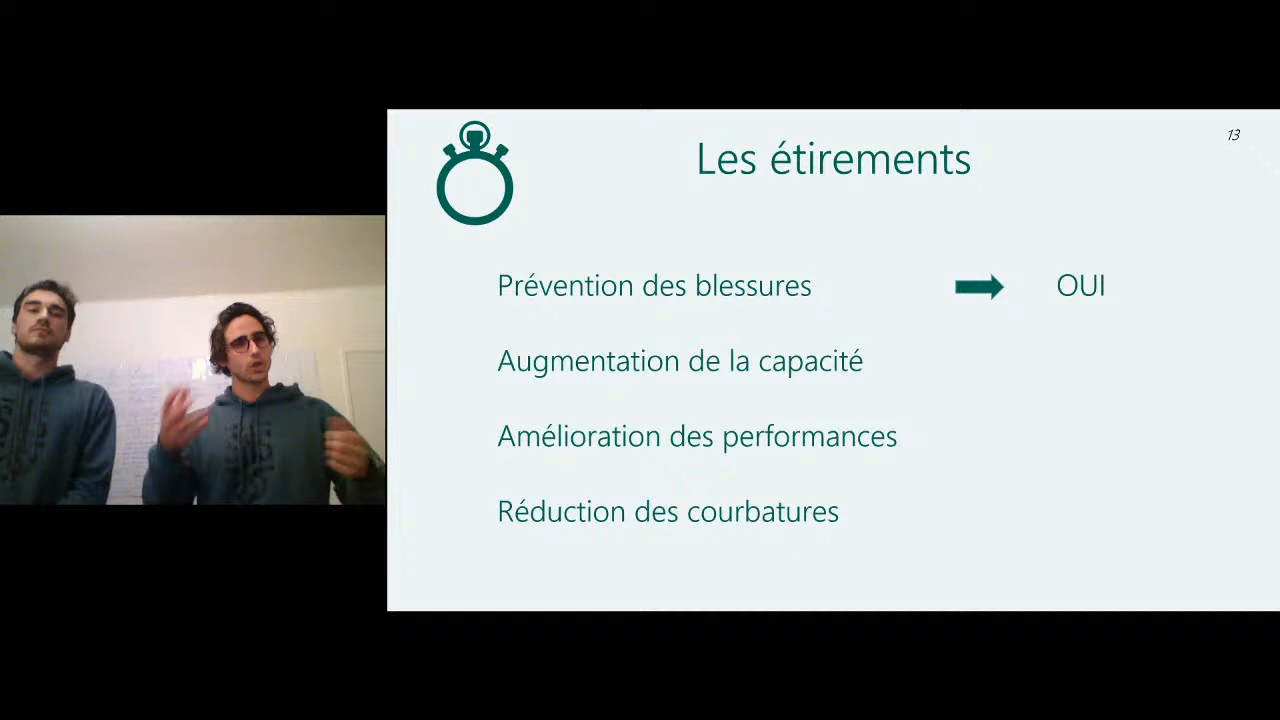 13
Les étirements
Prévention des blessures OUI
Augmentation de la capacité
Amélioration des performances
Réduction des courbatures